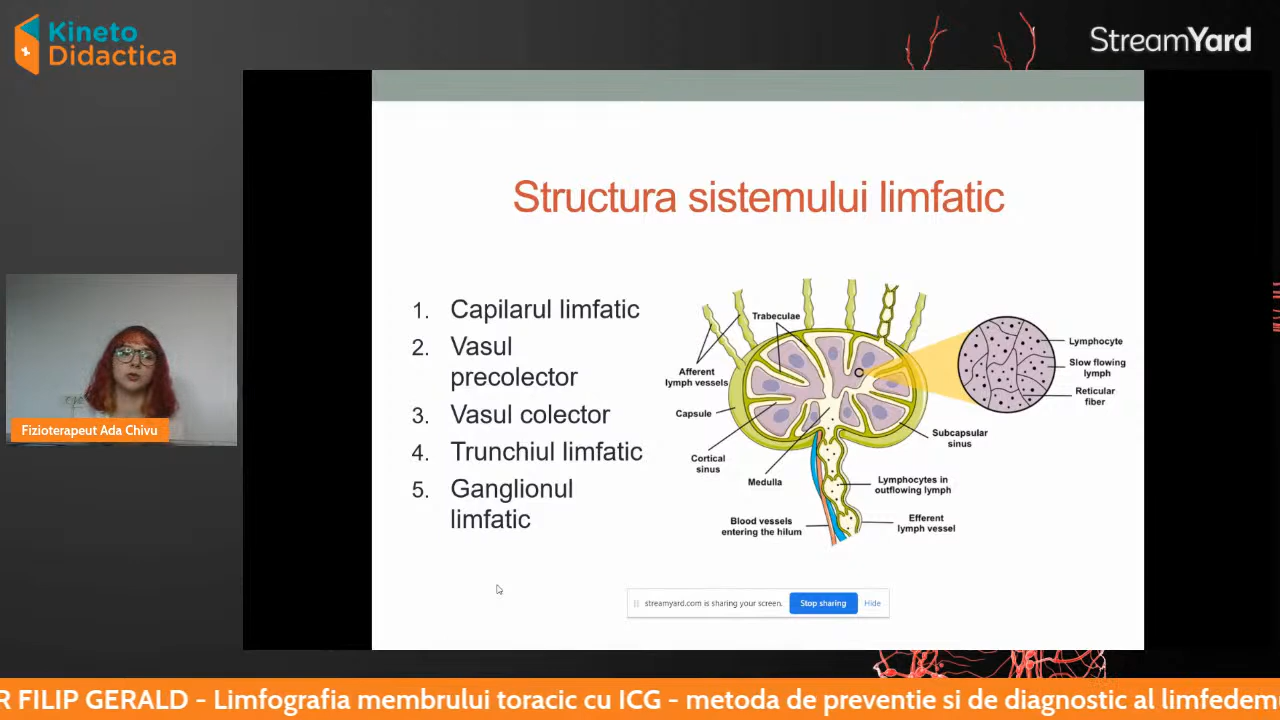 Kineto
Didactica
StreamYard
Structura sistemului limfatic
1. Capilarul limfatic
2. Vasul
precolector
3. Vasul colector
4. Trunchiul limfatic
5. Ganglionul
limfatic
Trabeculae
Afferent
lymph vessels
Capsule
Cortical
sinus
Medulla
Blood vessels
entering the hilum
Lymphocyte
Slow flowing
lymph
Reticular
fiber
Subcapsular
sinus
Lymphocytes in
outflowing lymph
Efferent
lymph vessel
Fizioterapeut Ada Chivu
streamyard.com is sharing your screen.
Stop sharing
Hide
R FILIP GERALD - Limfografia membrului toracic cu ICG - metoda de preventie si de diagnostic al limfedem